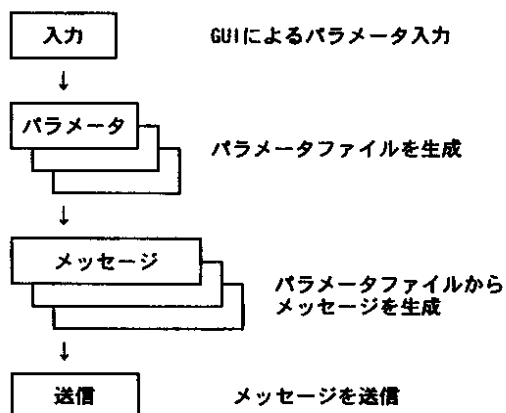 入力 GUIによるパラメータ入力
↓
パラメータ
パラメータファイルを生成
↓
メッセージ
パラメータファイルから
メッセージを生成
↓
送信 メッセージを送信